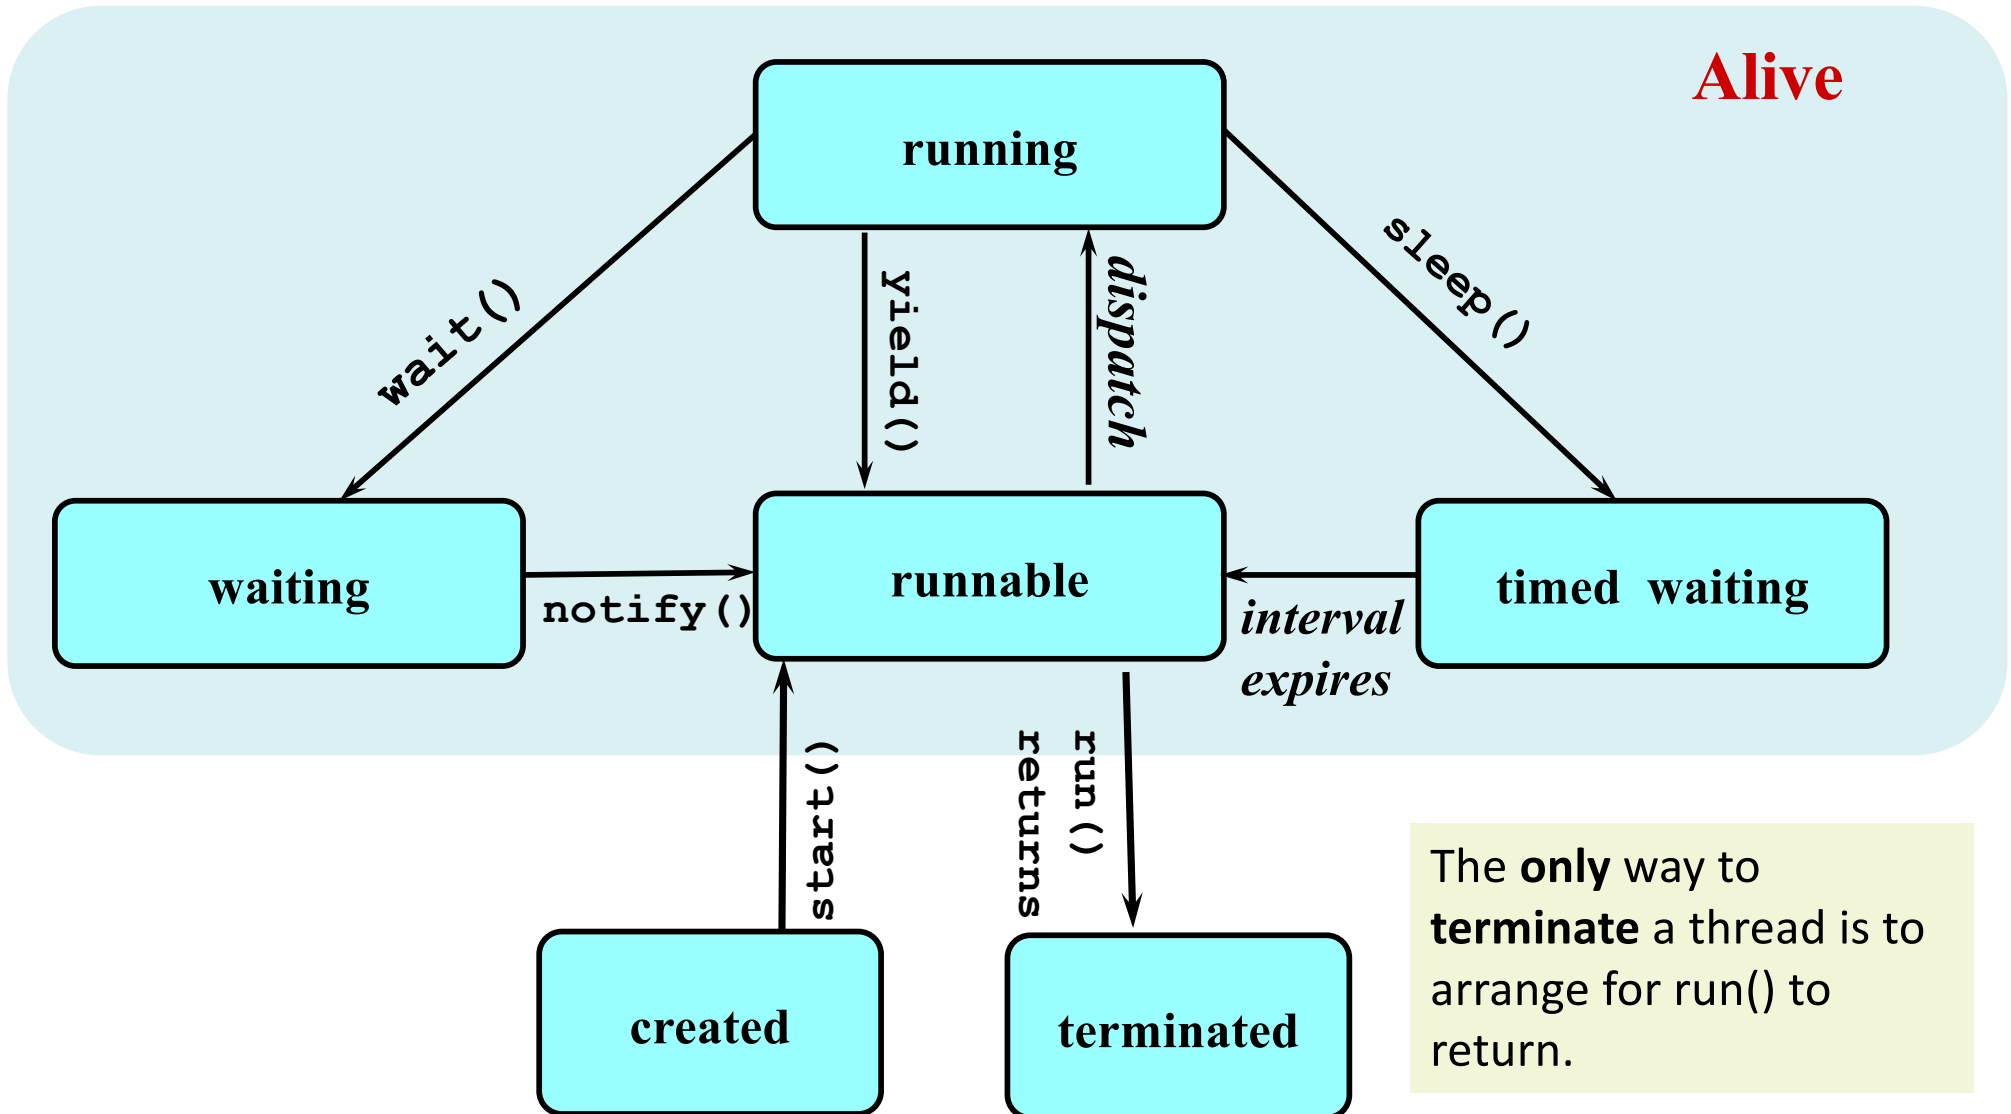 Alive
running
wait()
yield()
dispatch
sleep()
waiting
notify()
runnable
interval
expires
timed waiting
start()
run()
returns
created
terminated
The only way to
terminate a thread is to
arrange for run() to
return.